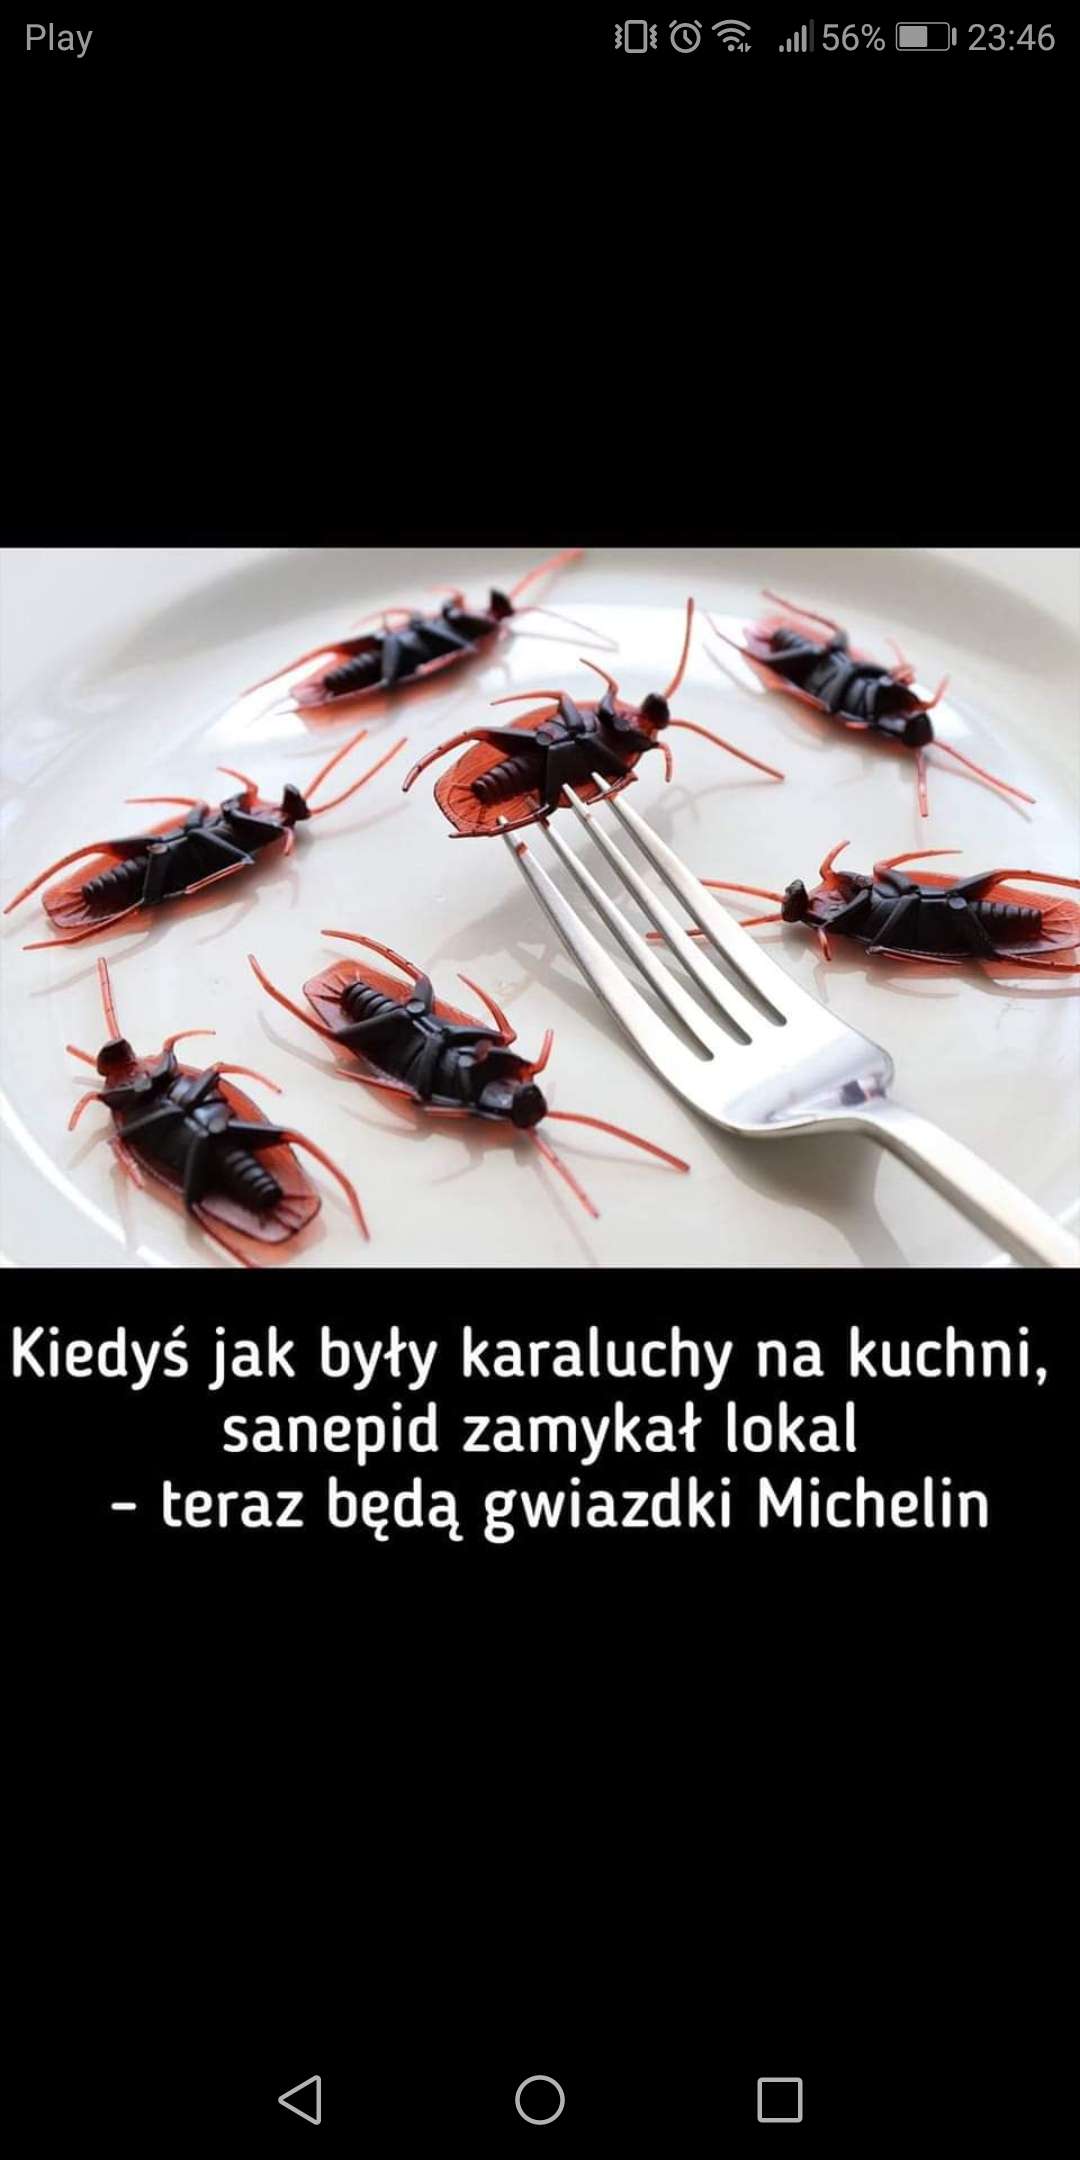 Play
56% 23:46
Kiedyś jak były karaluchy na kuchni,
sanepid zamykał lokal
- teraz będą gwiazdki Michelin